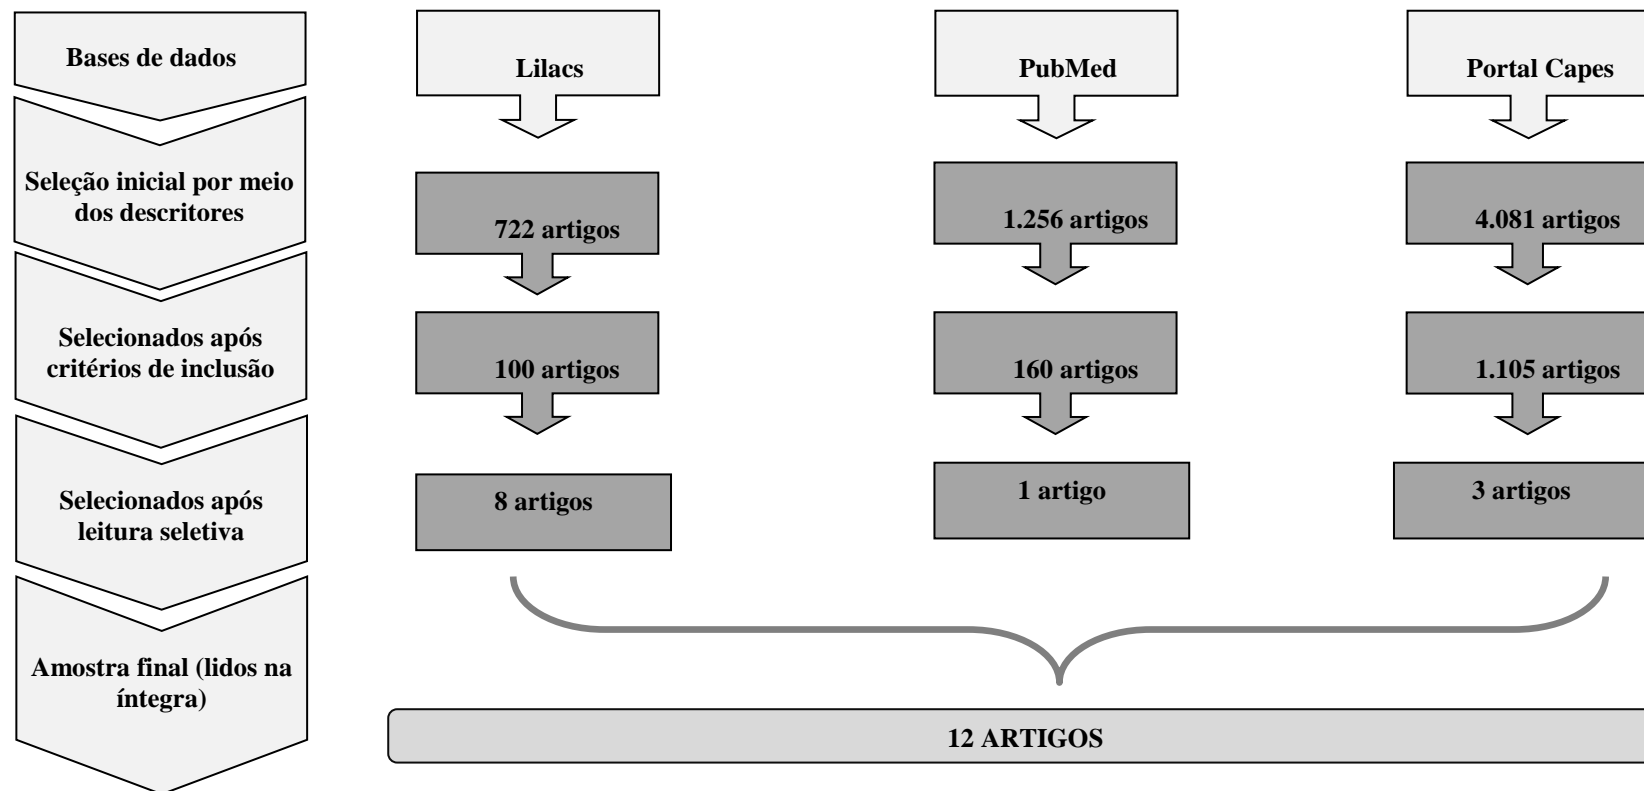 Bases de dados
Lilacs
PubMed
Portal Capes
Seleção inicial por meio
dos descritores
722 artigos
1.256 artigos
4.081 artigos
Selecionados após
critérios de inclusão
100 artigos
160 artigos
1.105 artigos
Selecionados após
leitura seletiva
8 artigos
1 artigo
3 artigos
Amostra final (lidos na
íntegra)
12 ARTIGOS